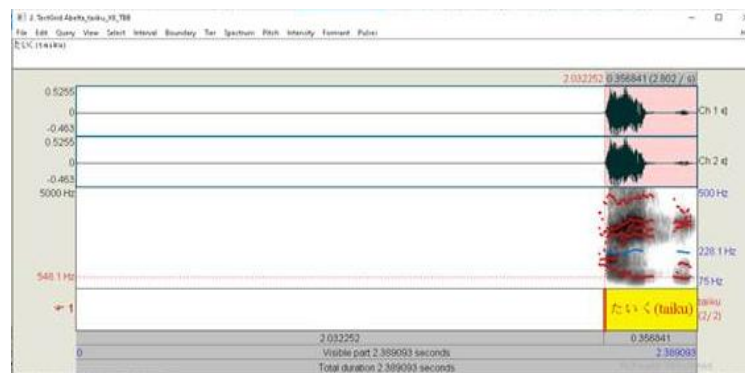 2. TextGrid Abelta_taiku_X8_TBB
File Edit Query View Select Interval Boundary Tier Spectrum Pitch Intensity Formant Pulses
たいく(taiku)
2.032252 0.356841 (2.802 / s)
0.5255
0
-0.463
Ch 1
0.5255
0
-0.463
Ch 2
5000 Hz
500 Hz
228.1 Hz
548.1 Hz
75 Hz
1
たいく(taiku)
taiku
(2/2)
2.032252 0.356841
0 Visible part 2.389093 seconds 2.389093
Total duration 2.389093 seconds